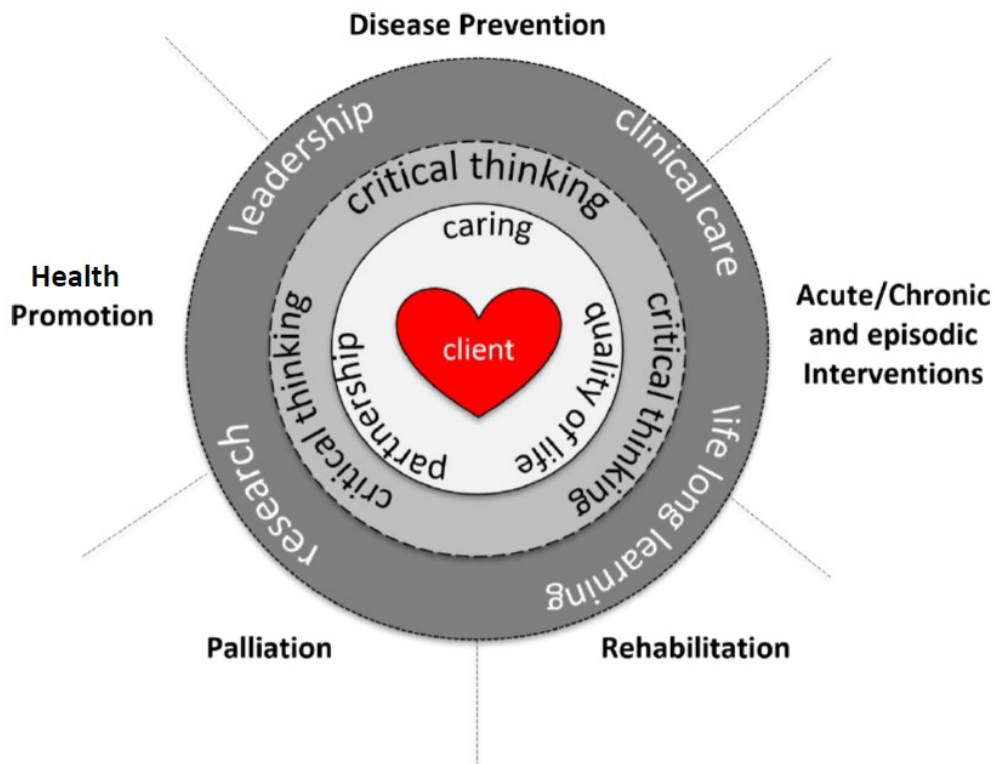 Disease Prevention
leadership
clinical care
critical thinking
caring
Health
Promotion
critical thinking
partnership
client
quality of life
critical thinking
Acute/Chronic
and episodic
Interventions
research
life long learning
Palliation
Rehabilitation